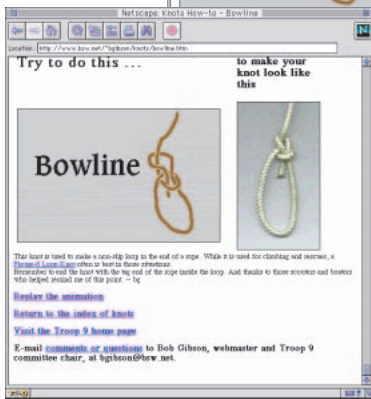 Netscape: Knots How-to - Bowline
Location: http://www.bsw.net/~bgibson/knots/bowline.htm
N
Try to do this ...
to make your
knot look like
this
Bowline
This knot is used to make a non-slip loop in the end of a rope. While it is used for climbing and rescues, a
Figure-8 Loop Knot often is best in those situations.
Remember to end the knot with the tag end of the rope inside the loop. And thanks to those scooters and boaters
who helped remind me of this point. -- bg
Replay the animation
Return to the index of knots
Visit the Troop 9 home page
E-mail comments or questions to Bob Gibson, webmaster and Troop 9
committee chair, at bgibson@bsw.net.